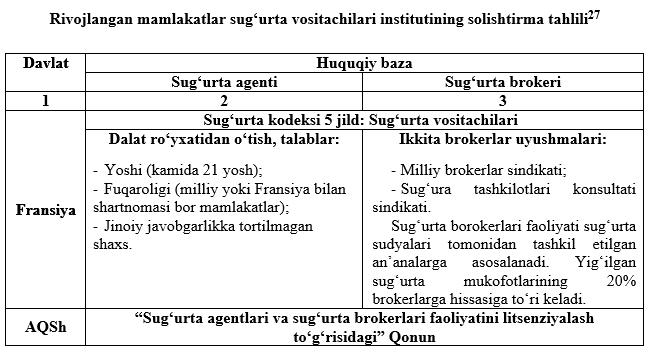 Rivojlangan mamlakatlar sug‘urta vositachilari institutining solishtirma tahlili27
Davlat
Huquqiy baza
Sug‘urta agenti
Sug‘urta brokeri
1
2
3
Fransiya
Sug‘urta kodeksi 5 jild: Sug‘urta vositachilari
Dalat ro‘yxatidan o‘tish, talablar:
- Yoshi (kamida 21 yosh);
- Fuqaroligi (milliy yoki Fransiya bilan
shartnomasi bor mamlakatlar);
- Jinoiy javobgarlikka tortilmagan
shaxs.
Ikkita brokerlar uyushmalari:
- Milliy brokerlar sindikati;
- Sug‘ura tashkilotlari konsultati
sindikati.
Sug‘urta borokerlari faoliyati sug‘urta
sudyalari tomonidan tashkil etilgan
an’analarga asosalanadi. Yig‘ilgan
sug‘urta mukofotlarining 20%
brokerlarga hissasiga to‘ri keladi.
AQSh
“Sug‘urta agentlari va sug‘urta brokerlari faoliyatini litsenziyalash
to‘g‘risidagi” Qonun